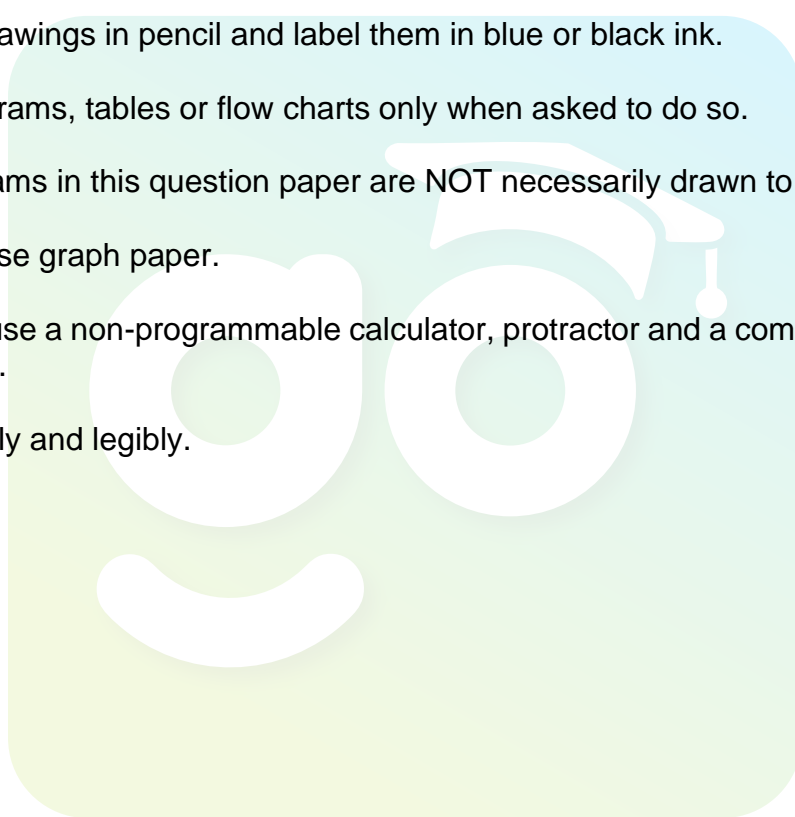 awings in pencil and label them in blue or black ink.
rams, tables or flow charts only when asked to do so.
ams in this question paper are NOT necessarily drawn to
se graph paper.
use a non-programmable calculator, protractor and a com
.
ly and legibly.
go